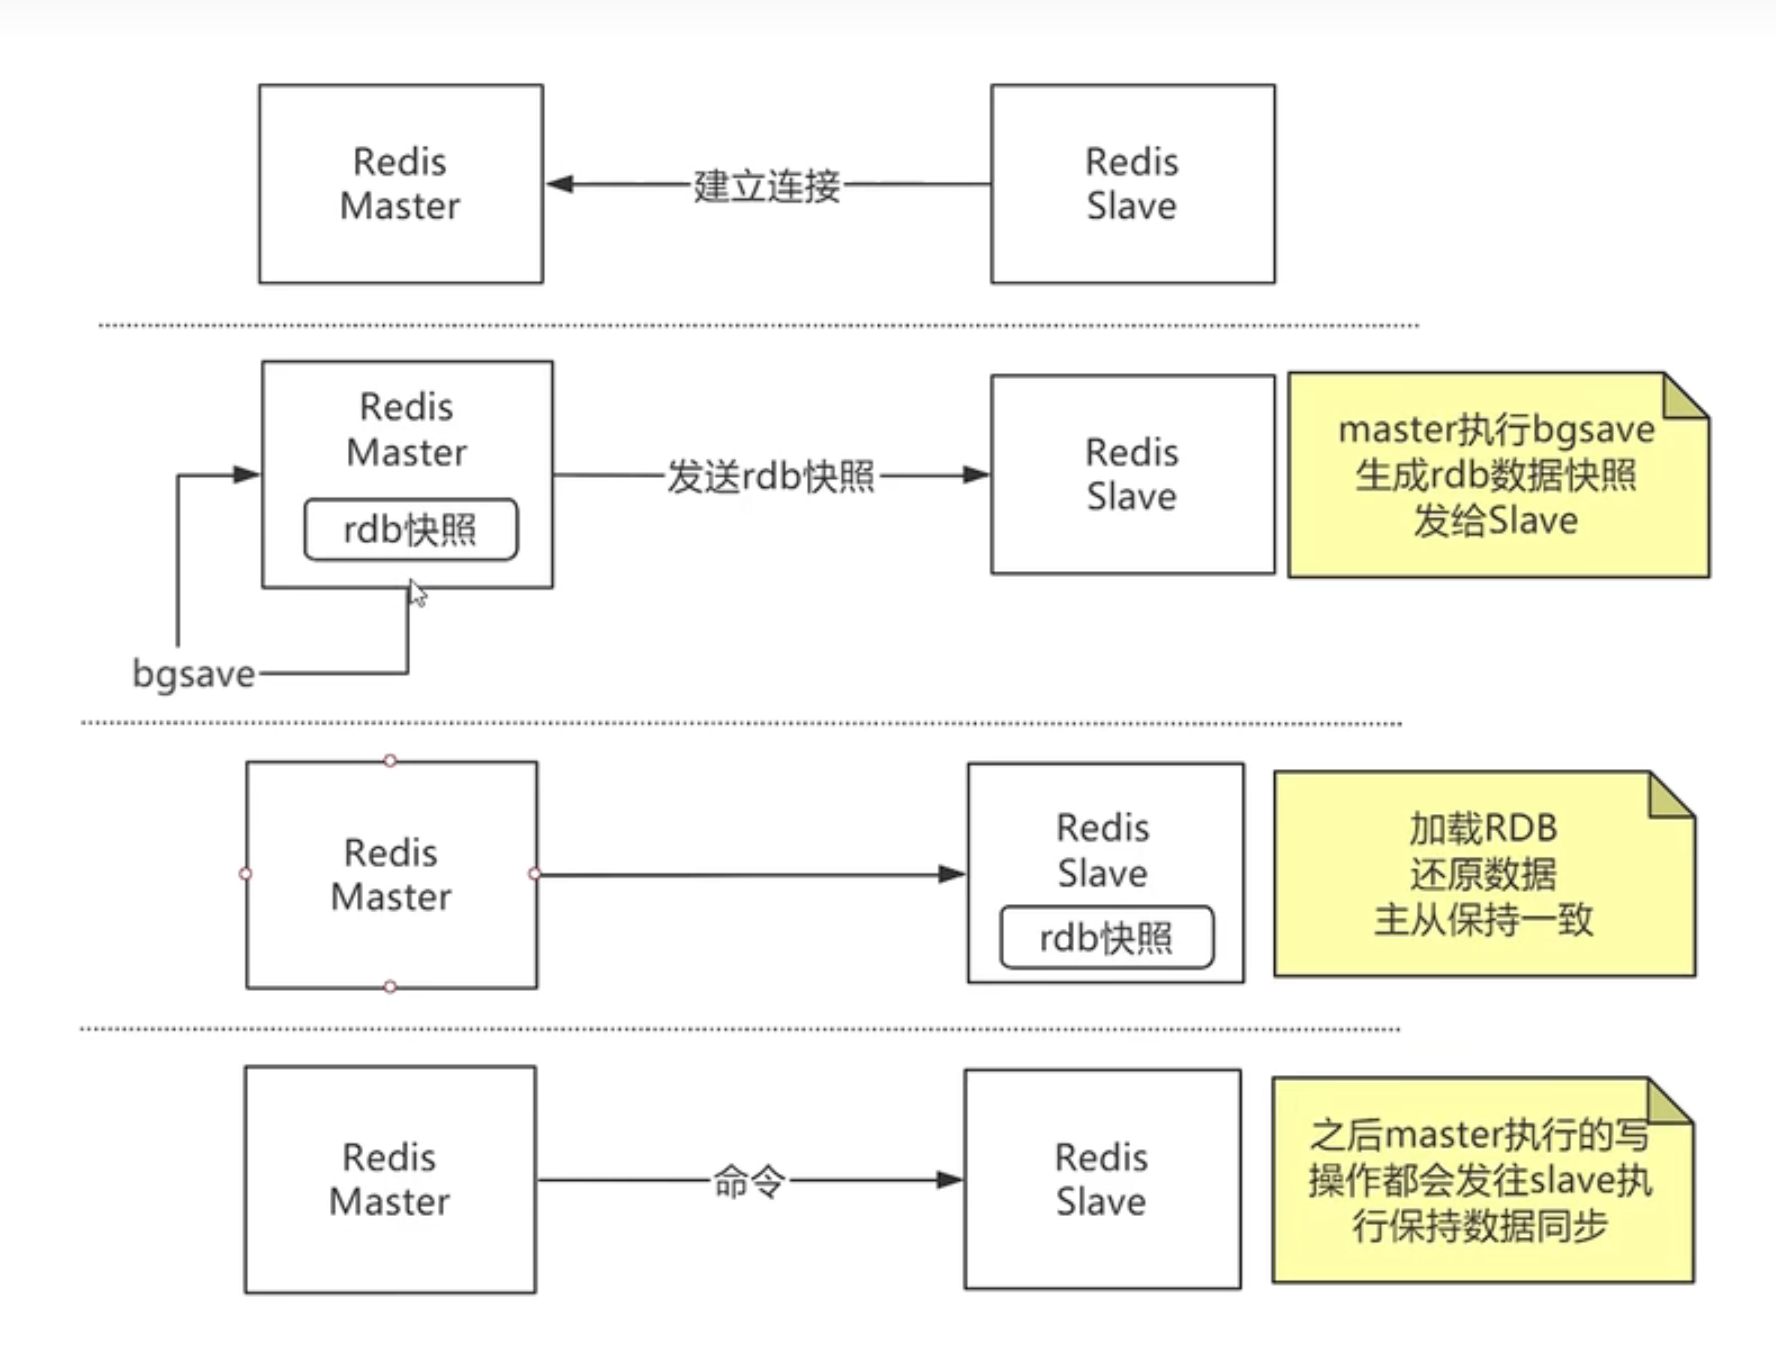 Redis
Master
建立连接
Redis
Slave
Redis
Master
rdb快照
bgsave
发送rdb快照
Redis
Slave
master执行bgsave
生成rdb数据快照
发给Slave
Redis
Master
Redis
Slave
rdb快照
加载RDB
还原数据
主从保持一致
Redis
Master
命令
Redis
Slave
之后master执行的写
操作都会发往slave执
行保持数据同步